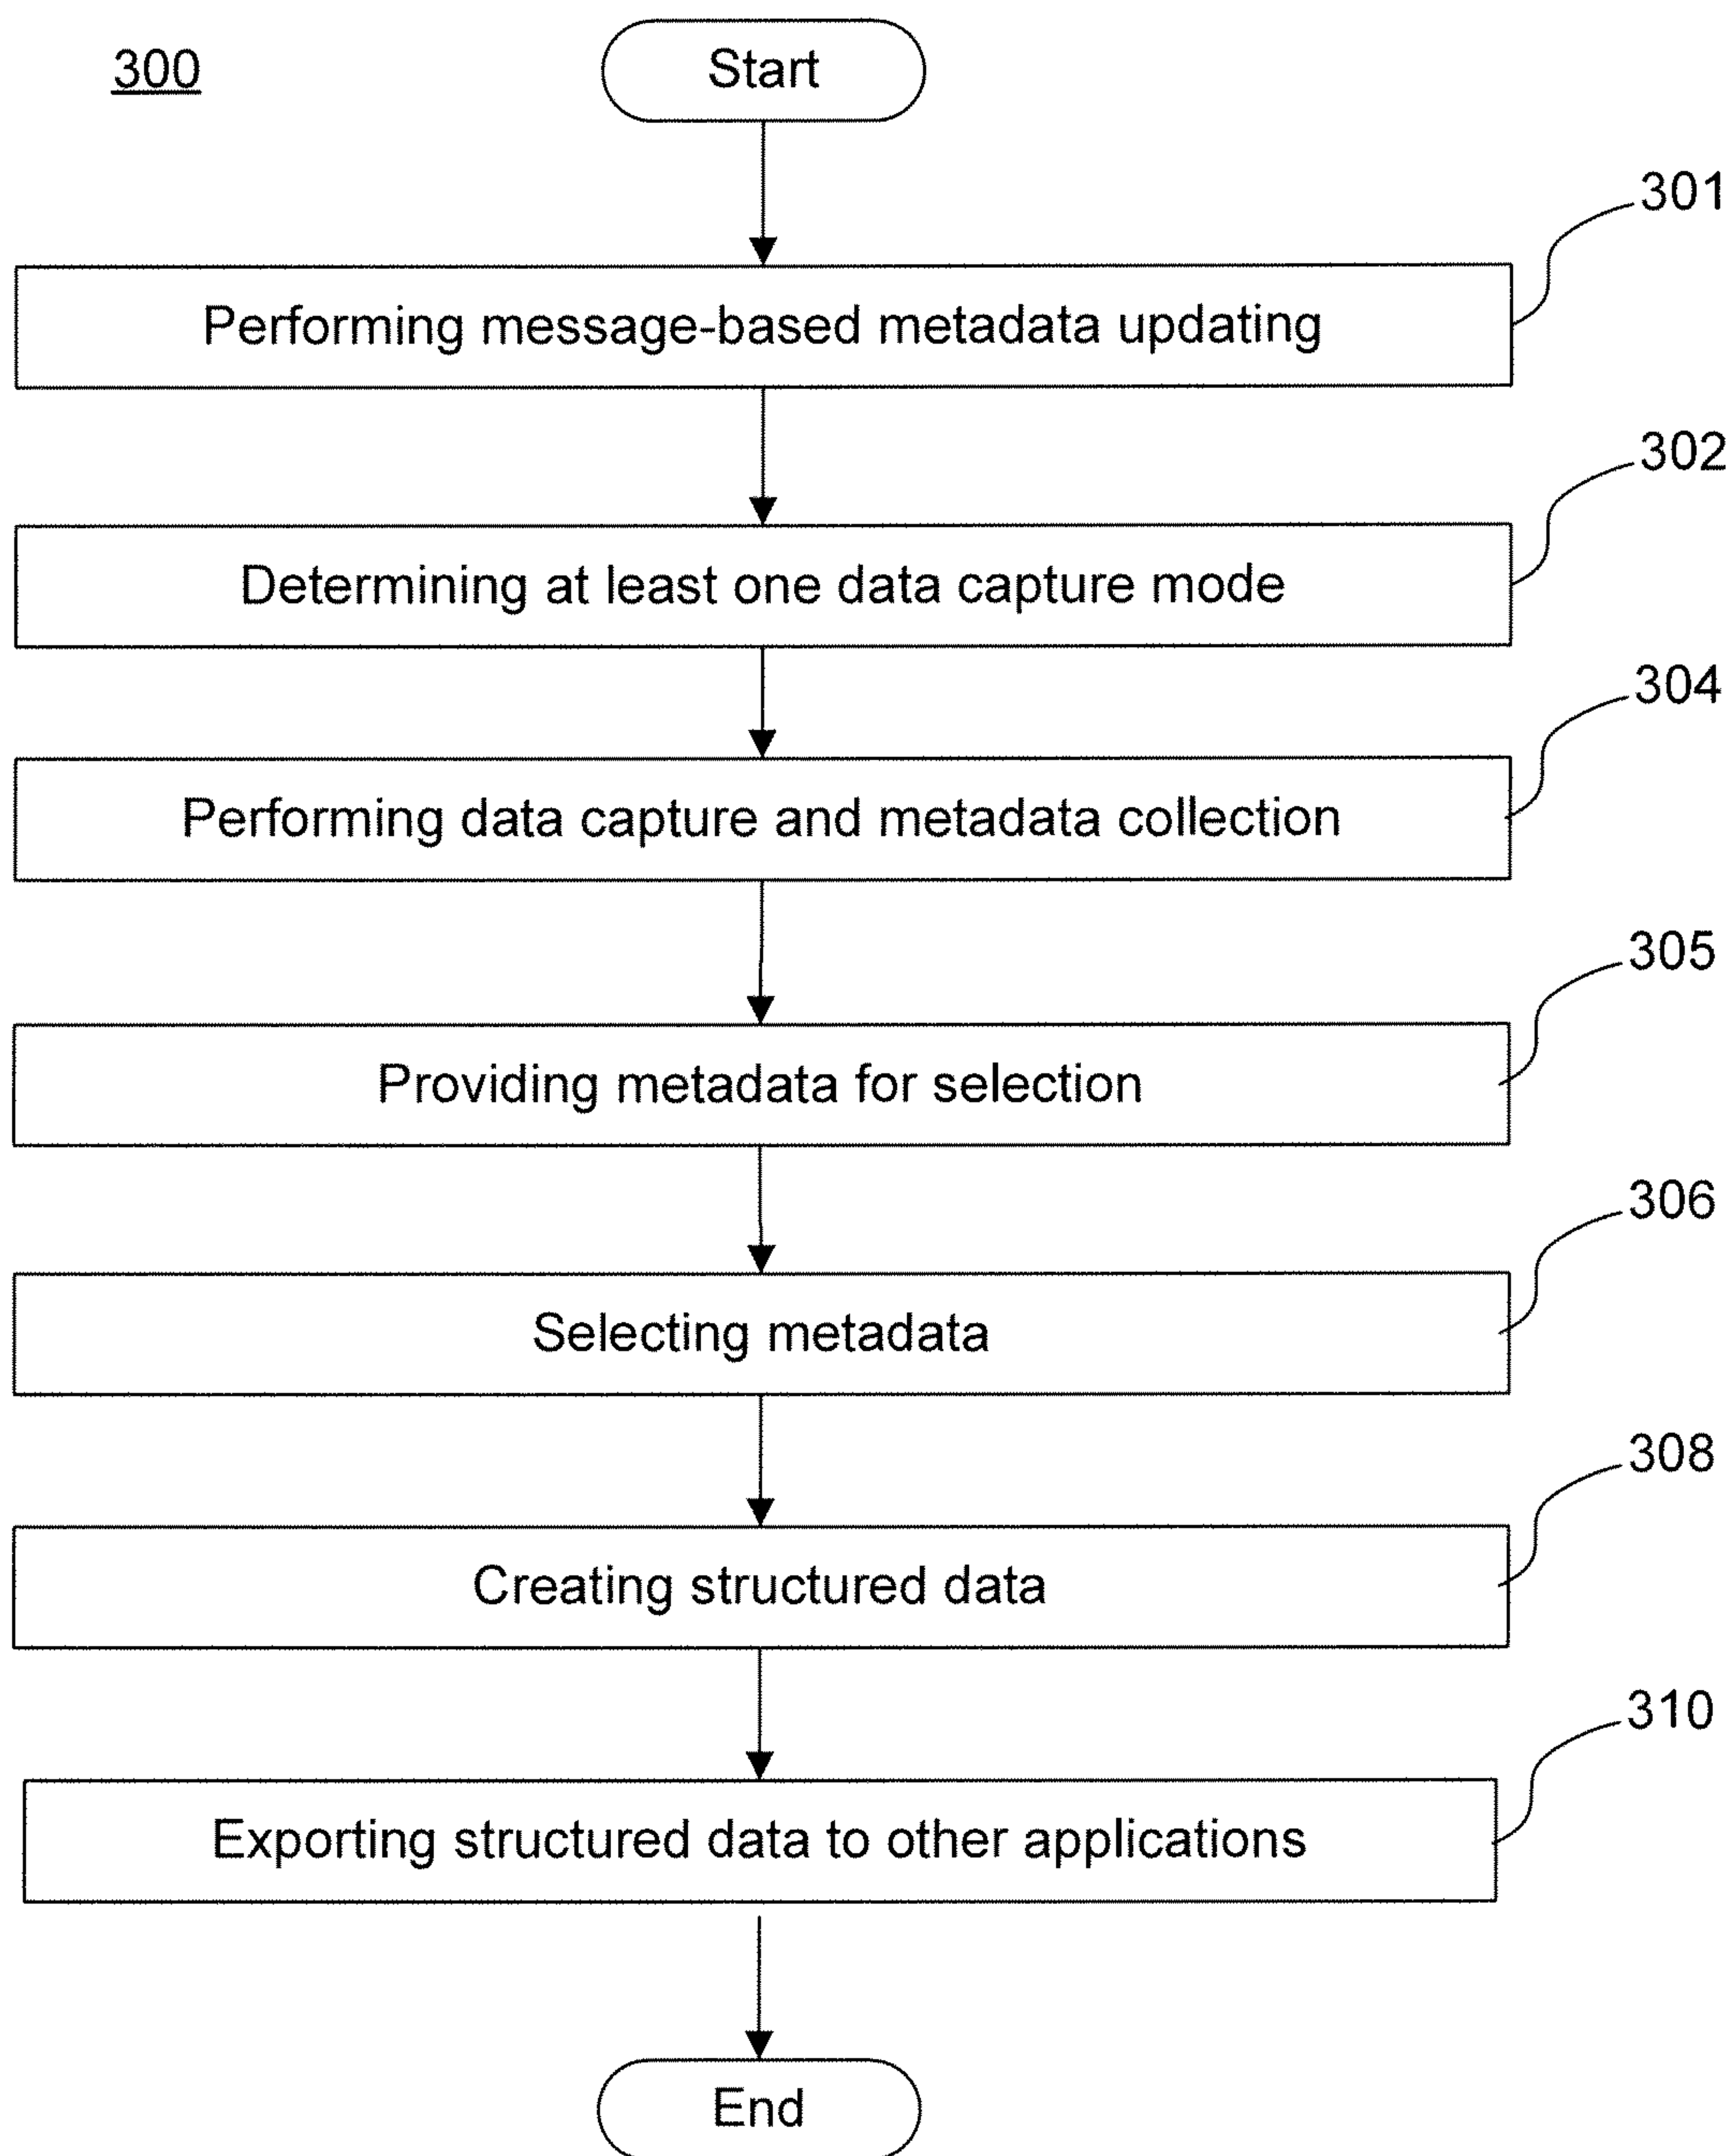 300
Start
301
Performing message-based metadata updating
302
Determining at least one data capture mode
304
Performing data capture and metadata collection
305
Providing metadata for selection
306
Selecting metadata
308
Creating structured data
310
Exporting structured data to other applications
End